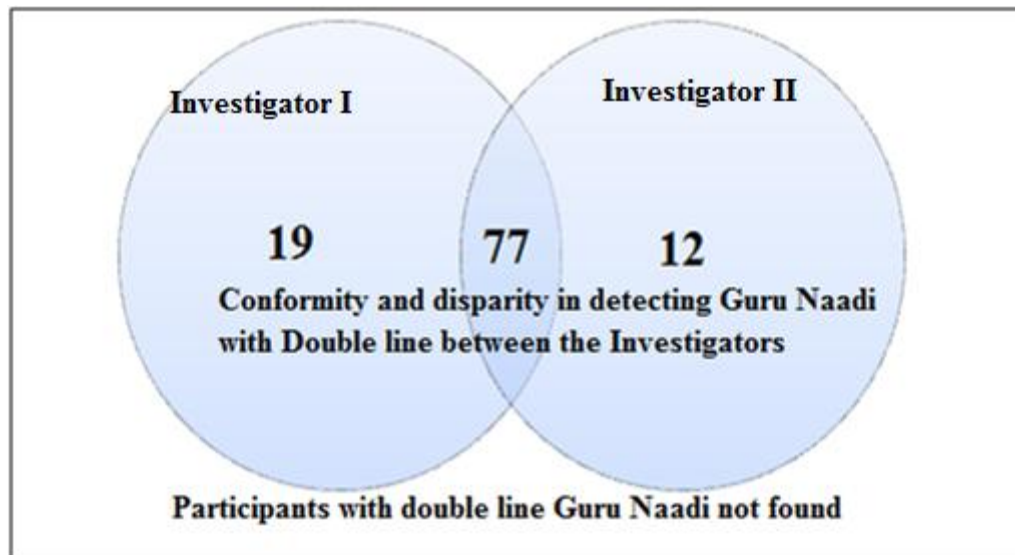 Investigator I
Investigator II
19
77
12
Conformity and disparity in detecting Guru Naadi
with Double line between the Investigators
Participants with double line Guru Naadi not found